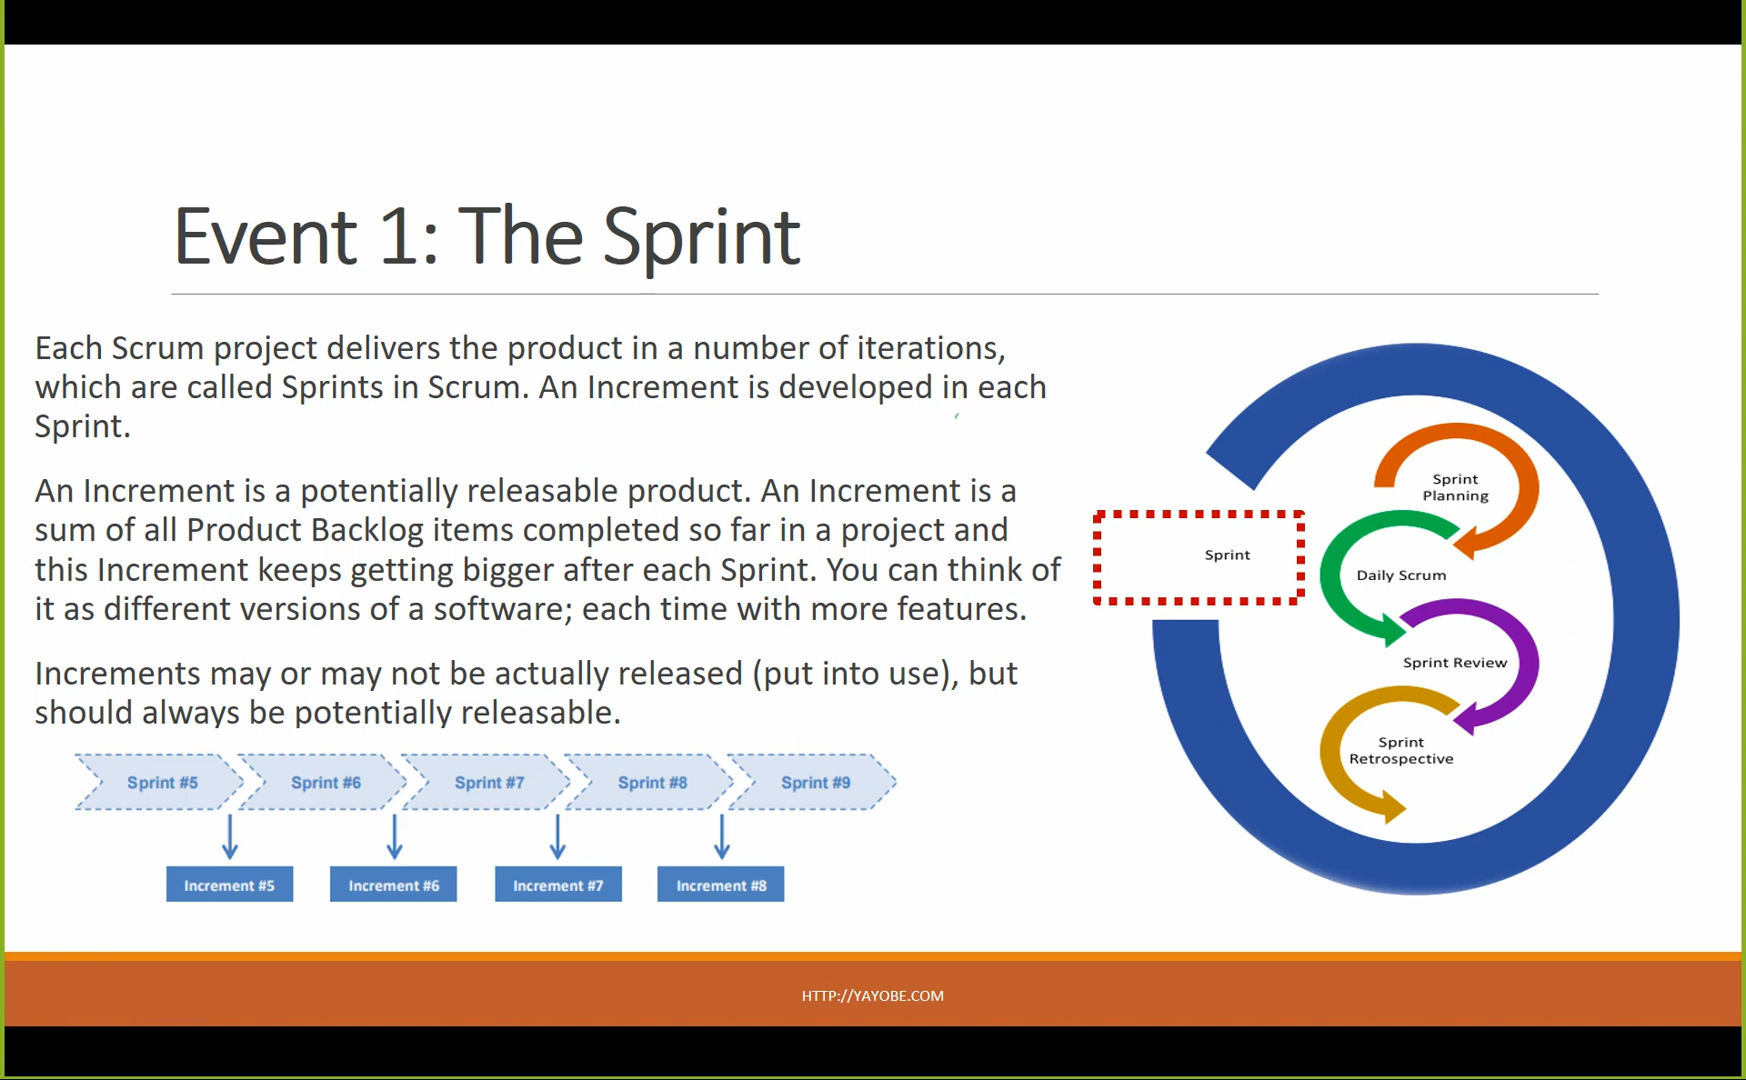 Event 1: The Sprint
Each Scrum project delivers the product in a number of iterations,
which are called Sprints in Scrum. An Increment is developed in each
Sprint.
An Increment is a potentially releasable product. An Increment is a
sum of all Product Backlog items completed so far in a project and
this Increment keeps getting bigger after each Sprint. You can think of
it as different versions of a software; each time with more features.
Increments may or may not be actually released (put into use), but
should always be potentially releasable.
Sprint #5
Sprint #6
Sprint #7
Sprint #8
Sprint #9
Increment #5
Increment #6
Increment #7
Increment #8
Sprint
Sprint
Planning
Daily Scrum
Sprint Review
Sprint
Retrospective
HTTP://YAYOBE.COM